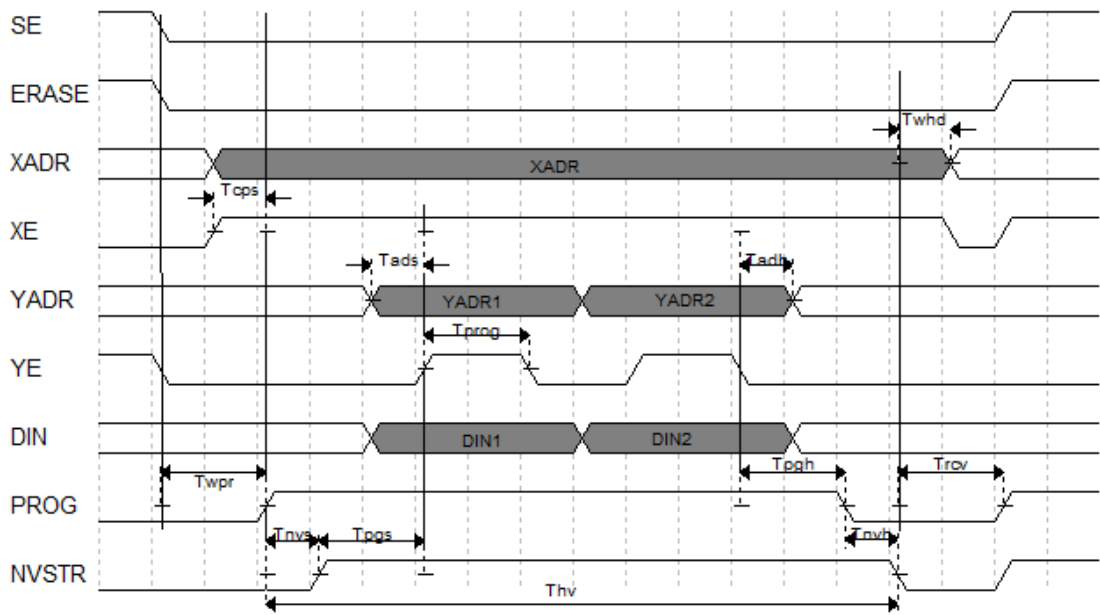 SE
ERASE
Twhd
XADR
XADR
Tcps
XE
Tads
Tadh
YADR
YADR1
YADR2
Tprog
YE
DIN
DIN1
DIN2
Twpr
Tpgh
Trcv
PROG
Tnvs
Tpgs
Tnvh
NVSTR
Thv